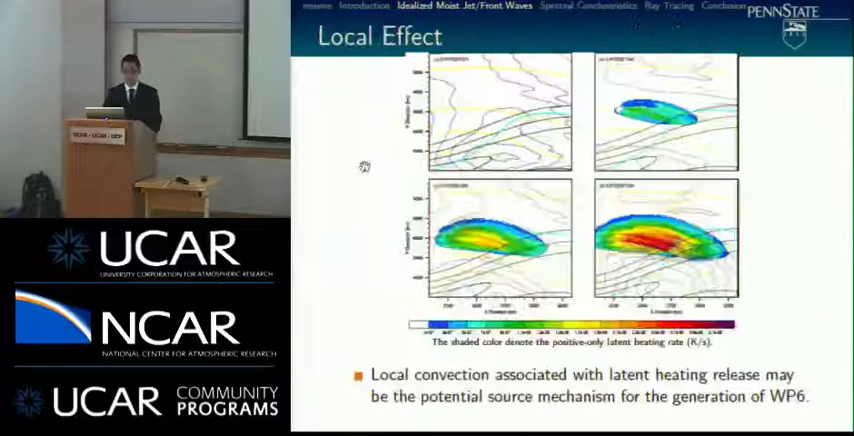 resume Introduction Idealized Moist Jet/Front Waves Spectral Characteristics Ray Tracing Conclusion
PENNSTATE
Local Effect
UCAR - UCAR - UCP
UCAR
UNIVERSITY CORPORATION FOR ATMOSPHERIC RESEARCH
NCAR
NATIONAL CENTER FOR ATMOSPHERIC RESEARCH
UCAR COMMUNITY PROGRAMS
The shaded color denote the positive-only latent heating rate (K/s).
Local convection associated with latent heating release may
be the potential source mechanism for the generation of WP6.